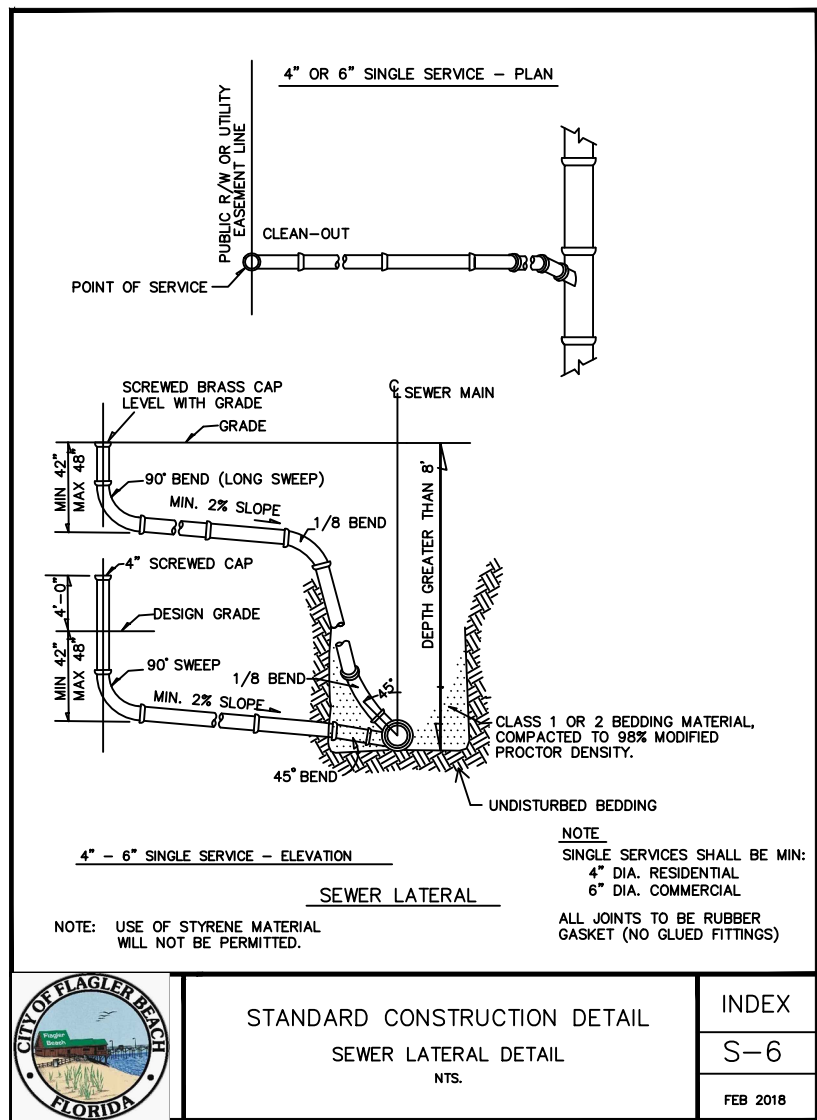 4” OR 6” SINGLE SERVICE – PLAN
PUBLIC R/W OR UTILITY
EASEMENT LINE
CLEAN–OUT
POINT OF SERVICE
SCREWED BRASS CAP
LEVEL WITH GRADE
℄ SEWER MAIN
GRADE
MIN 42”
MAX 48”
90° BEND (LONG SWEEP)
MIN. 2% SLOPE
1/8 BEND
DEPTH GREATER THAN 8'
4” SCREWED CAP
4'–0”
DESIGN GRADE
MIN 42”
MAX 48”
90° SWEEP
1/8 BEND
45°
MIN. 2% SLOPE
CLASS 1 OR 2 BEDDING MATERIAL,
COMPACTED TO 98% MODIFIED
PROCTOR DENSITY.
45° BEND
UNDISTURBED BEDDING
4” – 6” SINGLE SERVICE – ELEVATION
NOTE
SINGLE SERVICES SHALL BE MIN:
4” DIA. RESIDENTIAL
6” DIA. COMMERCIAL
SEWER LATERAL
ALL JOINTS TO BE RUBBER
GASKET (NO GLUED FITTINGS)
NOTE: USE OF STYRENE MATERIAL
WILL NOT BE PERMITTED.
CITY OF FLAGLER BEACH
Flagler
Beach
FLORIDA
STANDARD CONSTRUCTION DETAIL
SEWER LATERAL DETAIL
NTS.
INDEX
S–6
FEB 2018